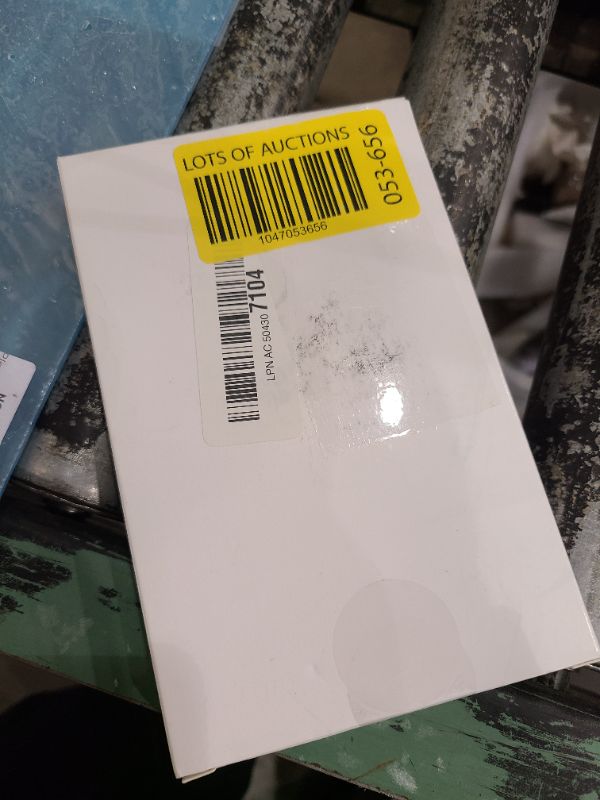 LOTS OF AUCTIONS
053-656
1047053656
LPN AC 50430 7104